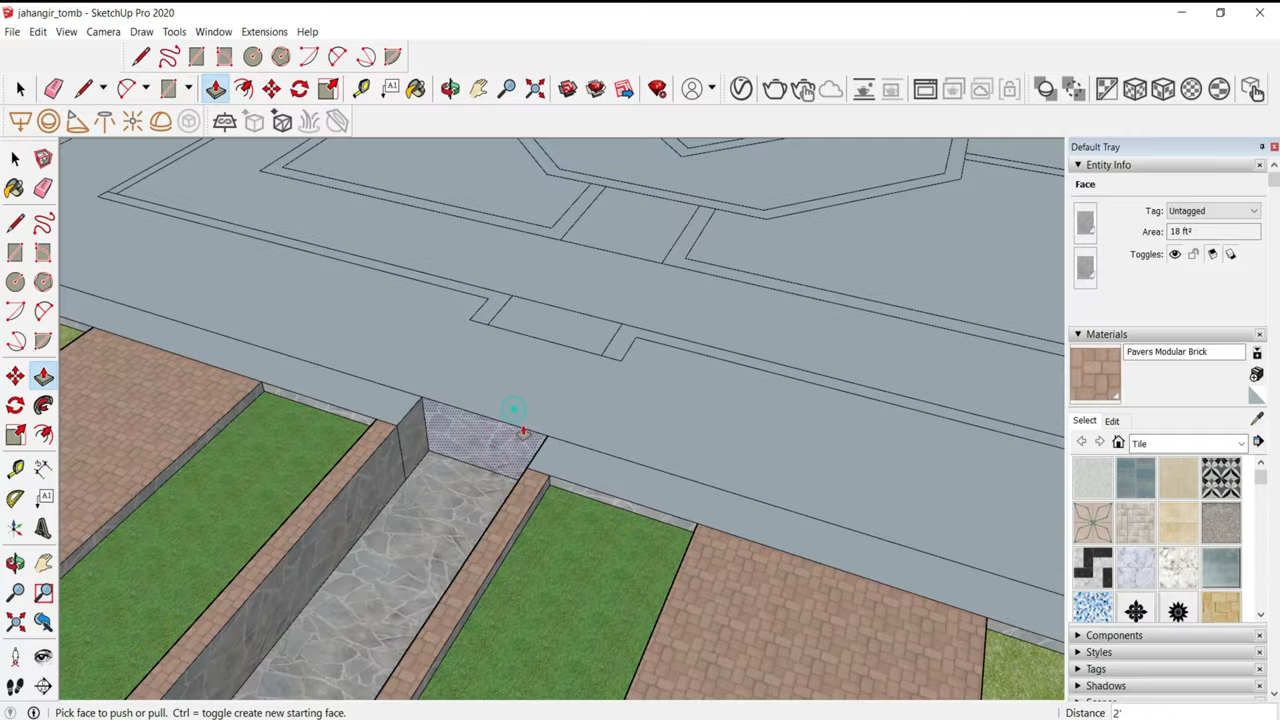 jahangir_tomb - SketchUp Pro 2020
File Edit View Camera Draw Tools Window Extensions Help
Default Tray
Entity Info
Face
Tag: Untagged
Area: 18 ft²
Toggles:
Materials
Pavers Modular Brick
Select Edit
Tile
Components
Styles
Tags
Shadows
Pick face to push or pull. Ctrl = toggle create new starting face.
Distance 2'